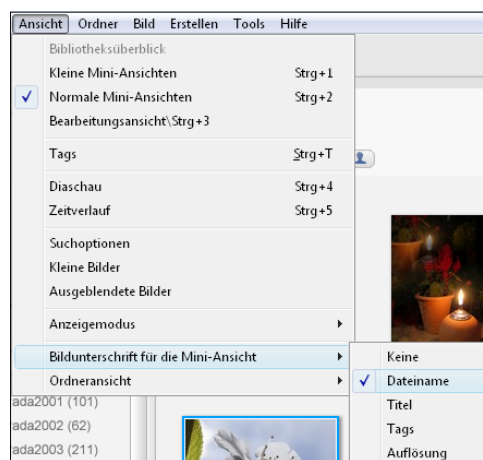 Ansicht Ordner Bild Erstellen Tools Hilfe
Bibliotheksüberblick
Kleine Mini-Ansichten Strg+1
Normale Mini-Ansichten Strg+2
Bearbeitungsansicht\Strg+3
Tags Strg+T
Diaschau Strg+4
Zeitverlauf Strg+5
Suchoptionen
Kleine Bilder
Ausgeblendete Bilder
Anzeigemodus
Bildunterschrift für die Mini-Ansicht
Ordneransicht
Keine
Dateiname
Titel
Tags
Auflösung
ada2001 (101)
ada2002 (62)
ada2003 (211)